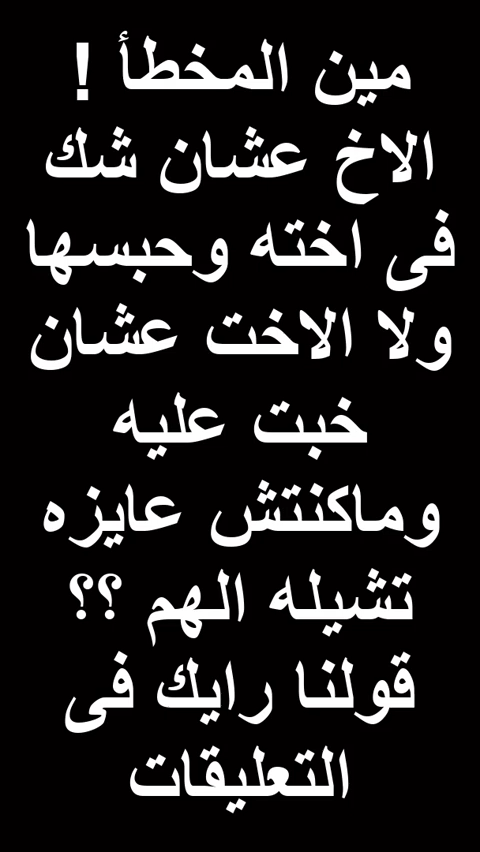 مين المخطأ !
الاخ عشان شك
فى اخته وحبسها
ولا الاخت عشان
خبت عليه
وماكنتش عايزه
تشيله الهم ؟؟
قولنا رايك فى
التعليقات